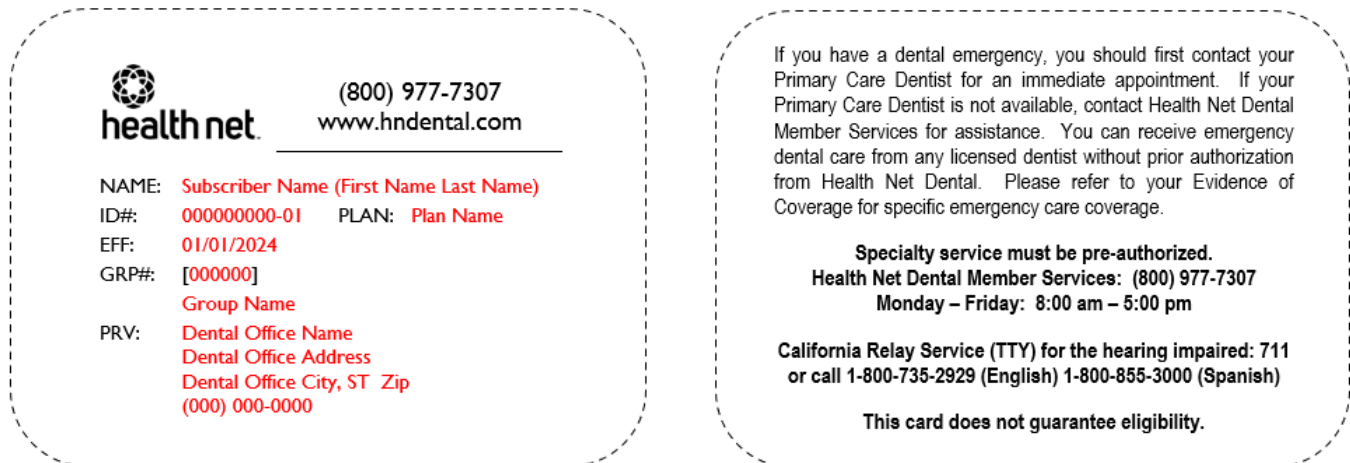 health net.
(800) 977-7307
www.hndental.com
NAME: Subscriber Name (First Name Last Name)
ID#: 000000000-01 PLAN: Plan Name
EFF: 01/01/2024
GRP#: [000000]
Group Name
PRV: Dental Office Name
Dental Office Address
Dental Office City, ST Zip
(000) 000-0000
If you have a dental emergency, you should first contact your
Primary Care Dentist for an immediate appointment. If your
Primary Care Dentist is not available, contact Health Net Dental
Member Services for assistance. You can receive emergency
dental care from any licensed dentist without prior authorization
from Health Net Dental. Please refer to your Evidence of
Coverage for specific emergency care coverage.
Specialty service must be pre-authorized.
Health Net Dental Member Services: (800) 977-7307
Monday – Friday: 8:00 am – 5:00 pm
California Relay Service (TTY) for the hearing impaired: 711
or call 1-800-735-2929 (English) 1-800-855-3000 (Spanish)
This card does not guarantee eligibility.